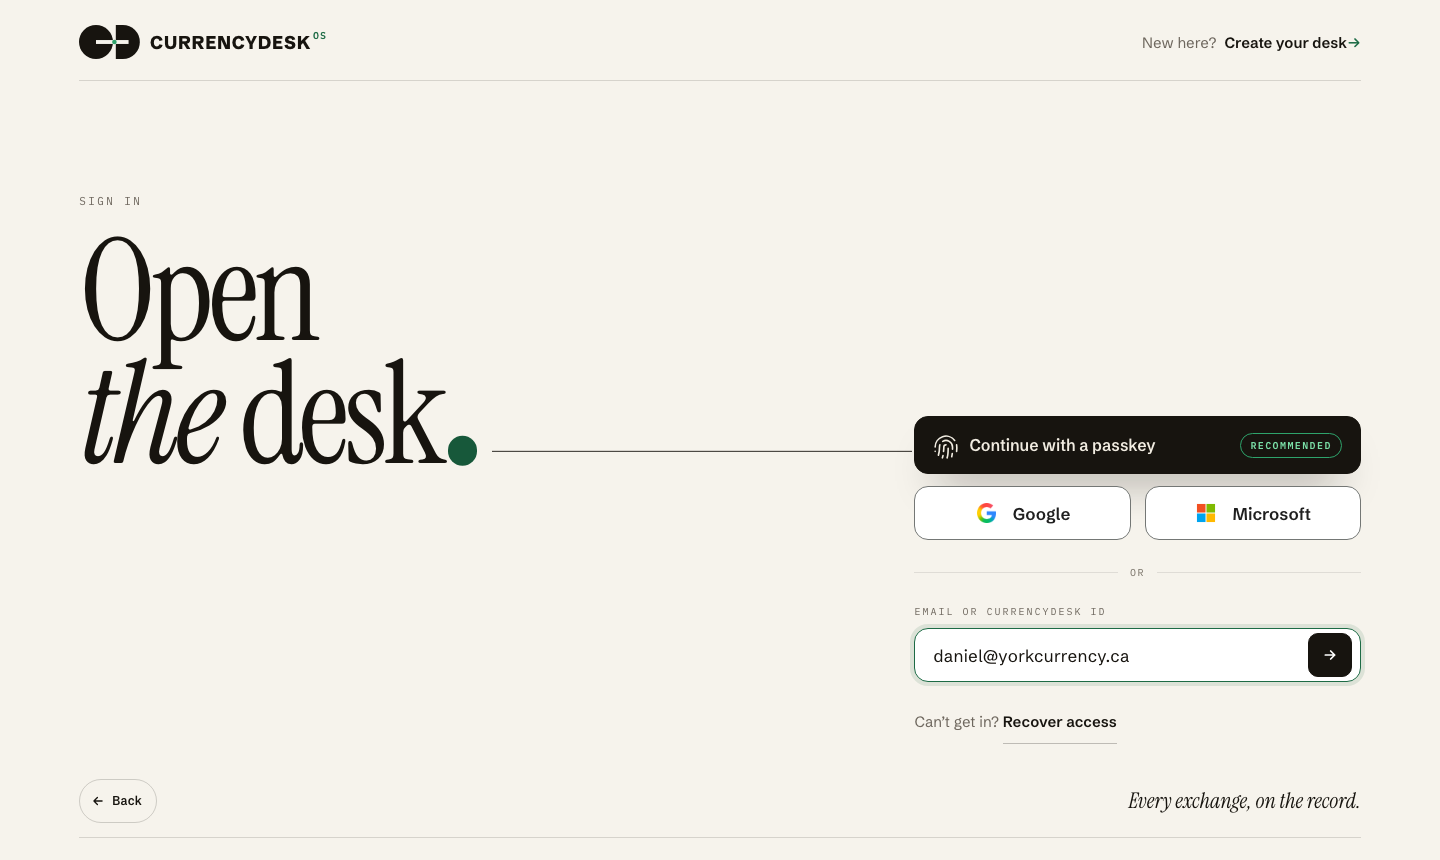 CURRENCYDESK OS
New here? Create your desk→
SIGN IN
Open
the desk.
Continue with a passkey
RECOMMENDED
Google
Microsoft
OR
EMAIL OR CURRENCYDESK ID
daniel@yorkcurrency.ca
→
Can’t get in? Recover access
← Back
Every exchange, on the record.